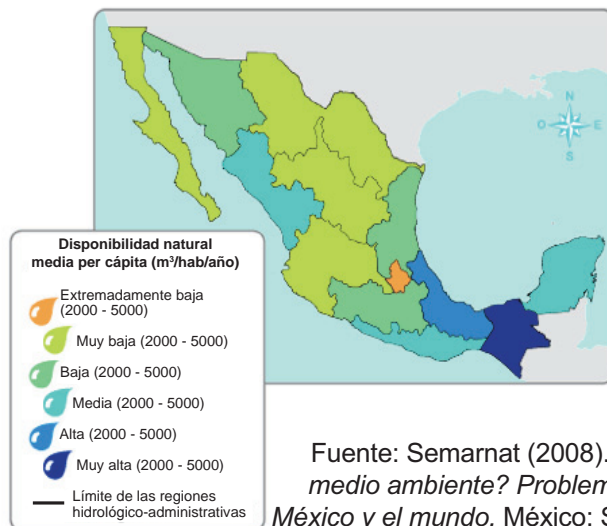 N
O
E
S
Disponibilidad natural
media per cápita (m³/hab/año)
Extremadamente baja
(2000 - 5000)
Muy baja (2000 - 5000)
Baja (2000 - 5000)
Media (2000 - 5000)
Alta (2000 - 5000)
Muy alta (2000 - 5000)
Límite de las regiones
hidrológico-administrativas
Fuente: Semarnat (2008).
medio ambiente? Problem
México y el mundo. México: S